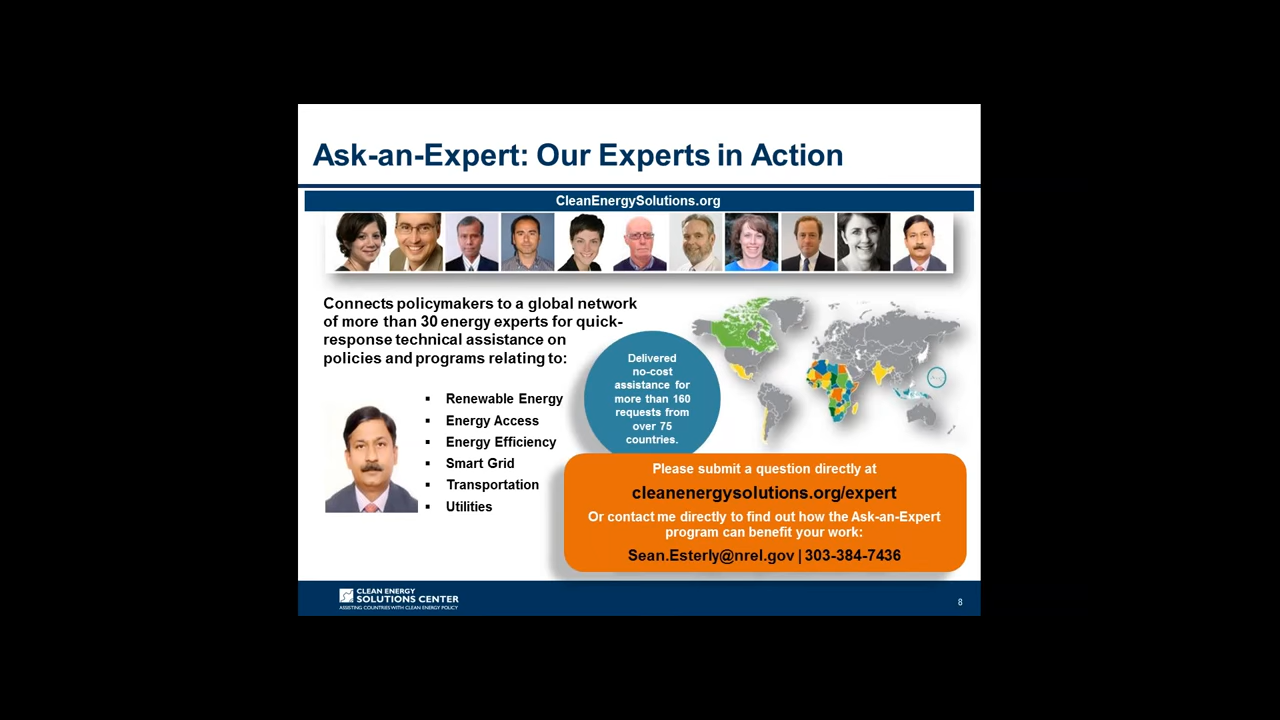 Ask-an-Expert: Our Experts in Action
CleanEnergySolutions.org
Connects policymakers to a global network
of more than 30 energy experts for quick-
response technical assistance on
policies and programs relating to:
▪ Renewable Energy
▪ Energy Access
▪ Energy Efficiency
▪ Smart Grid
▪ Transportation
▪ Utilities
Delivered
no-cost
assistance for
more than 160
requests from
over 75
countries.
Please submit a question directly at
cleanenergysolutions.org/expert
Or contact me directly to find out how the Ask-an-Expert
program can benefit your work:
Sean.Esterly@nrel.gov | 303-384-7436
CLEAN ENERGY
SOLUTIONS CENTER
ASSISTING COUNTRIES WITH CLEAN ENERGY POLICY
8